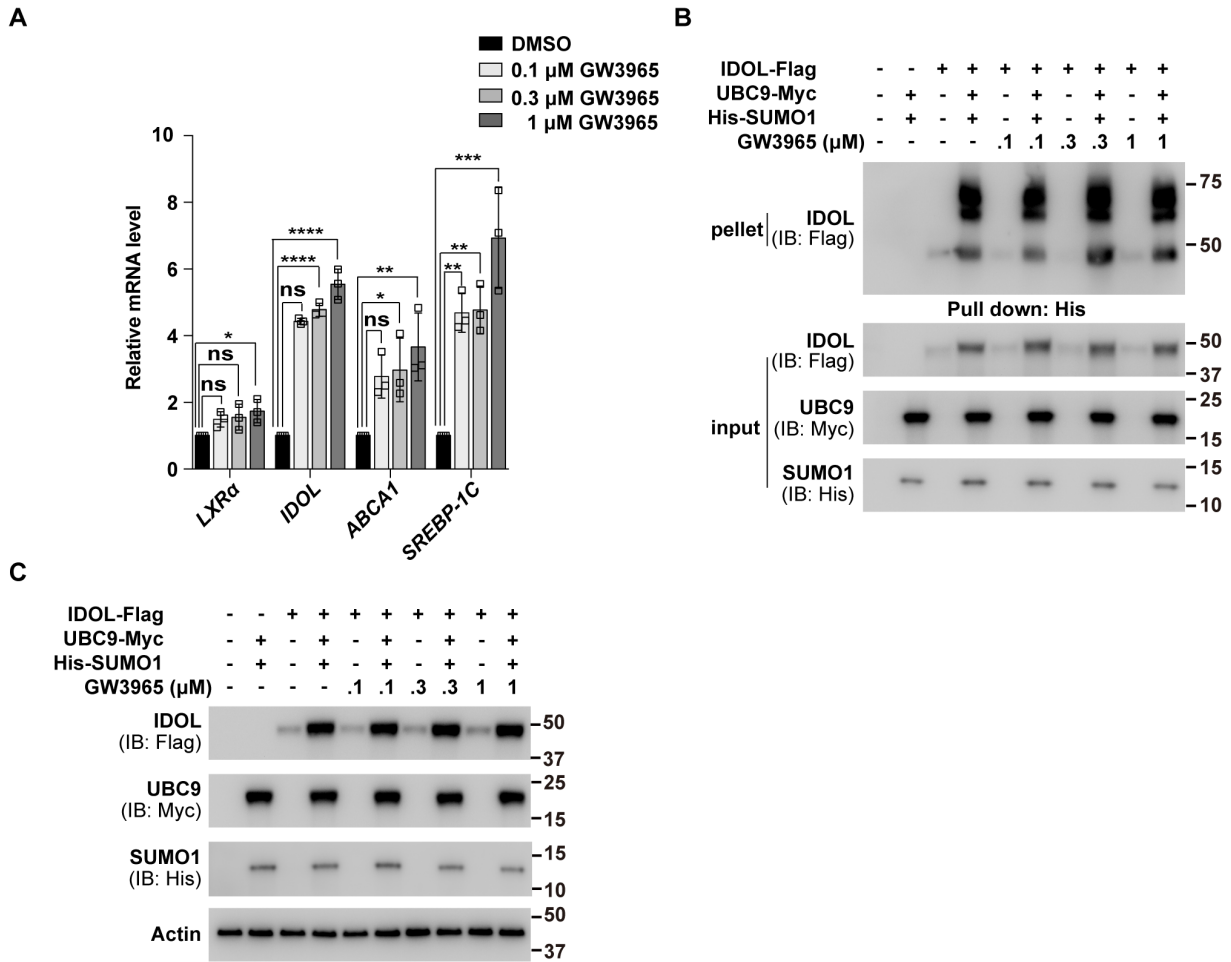 A
DMSO
0.1 µM GW3965
0.3 µM GW3965
1 µM GW3965
Relative mRNA level
10
8
6
4
2
0
*
ns
ns
****
****
ns
**
*
ns
***
**
**
LXRα
IDOL
ABCA1
SREBP-1C
B
IDOL-Flag - - + + + + + + + +
UBC9-Myc - + - + - + - + - +
His-SUMO1 - + - + - + - + - +
GW3965 (µM) - - - - .1 .1 .3 .3 1 1
pellet
IDOL
(IB: Flag)
75
50
Pull down: His
input
IDOL
(IB: Flag)
50
37
UBC9
(IB: Myc)
25
15
SUMO1
(IB: His)
15
10
C
IDOL-Flag - - + + + + + + + +
UBC9-Myc - + - + - + - + - +
His-SUMO1 - + - + - + - + - +
GW3965 (µM) - - - - .1 .1 .3 .3 1 1
IDOL
(IB: Flag)
50
37
UBC9
(IB: Myc)
25
15
SUMO1
(IB: His)
15
10
Actin
50
37